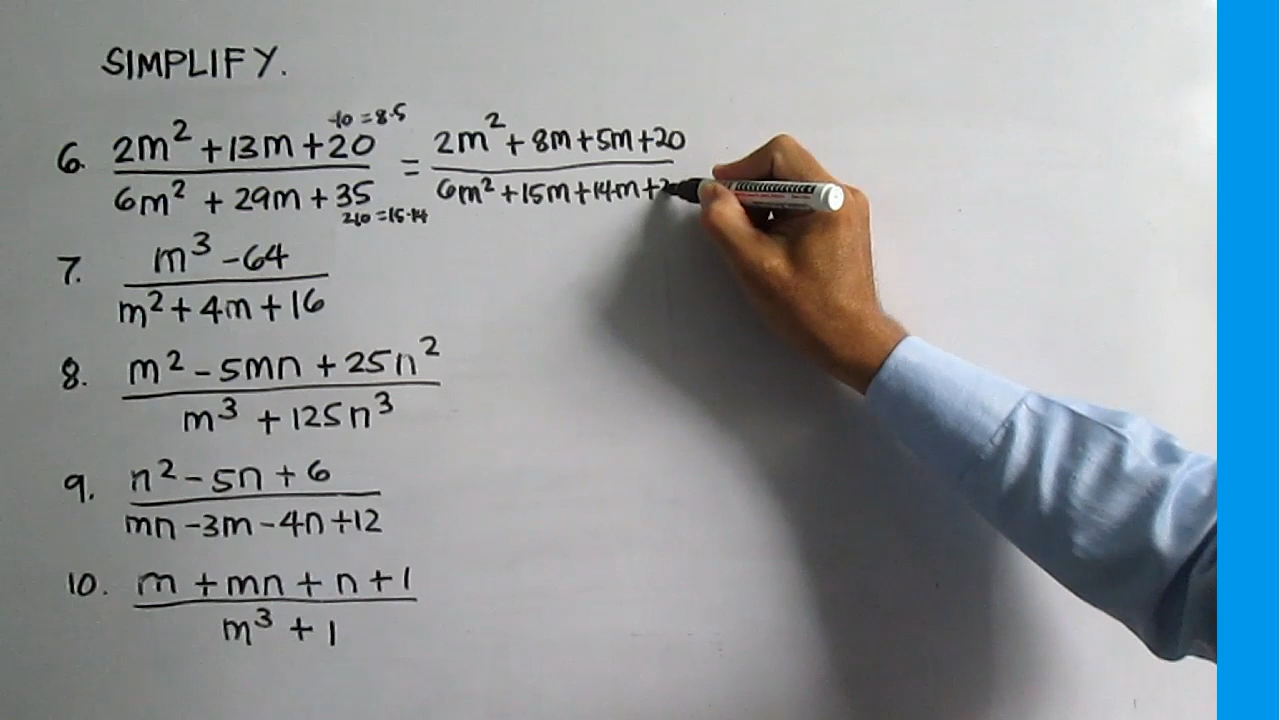 SIMPLIFY.
40 = 8·5
6. (2m² + 13m + 20)/(6m² + 29m + 35) = (2m² + 8m + 5m + 20)/(6m² + 15m + 14m + 
210 = 15·14
7. (m³ - 64)/(m² + 4m + 16)
8. (m² - 5mn + 25n²)/(m³ + 125n³)
9. (n² - 5n + 6)/(mn - 3m - 4n + 12)
10. (m + mn + n + 1)/(m³ + 1)